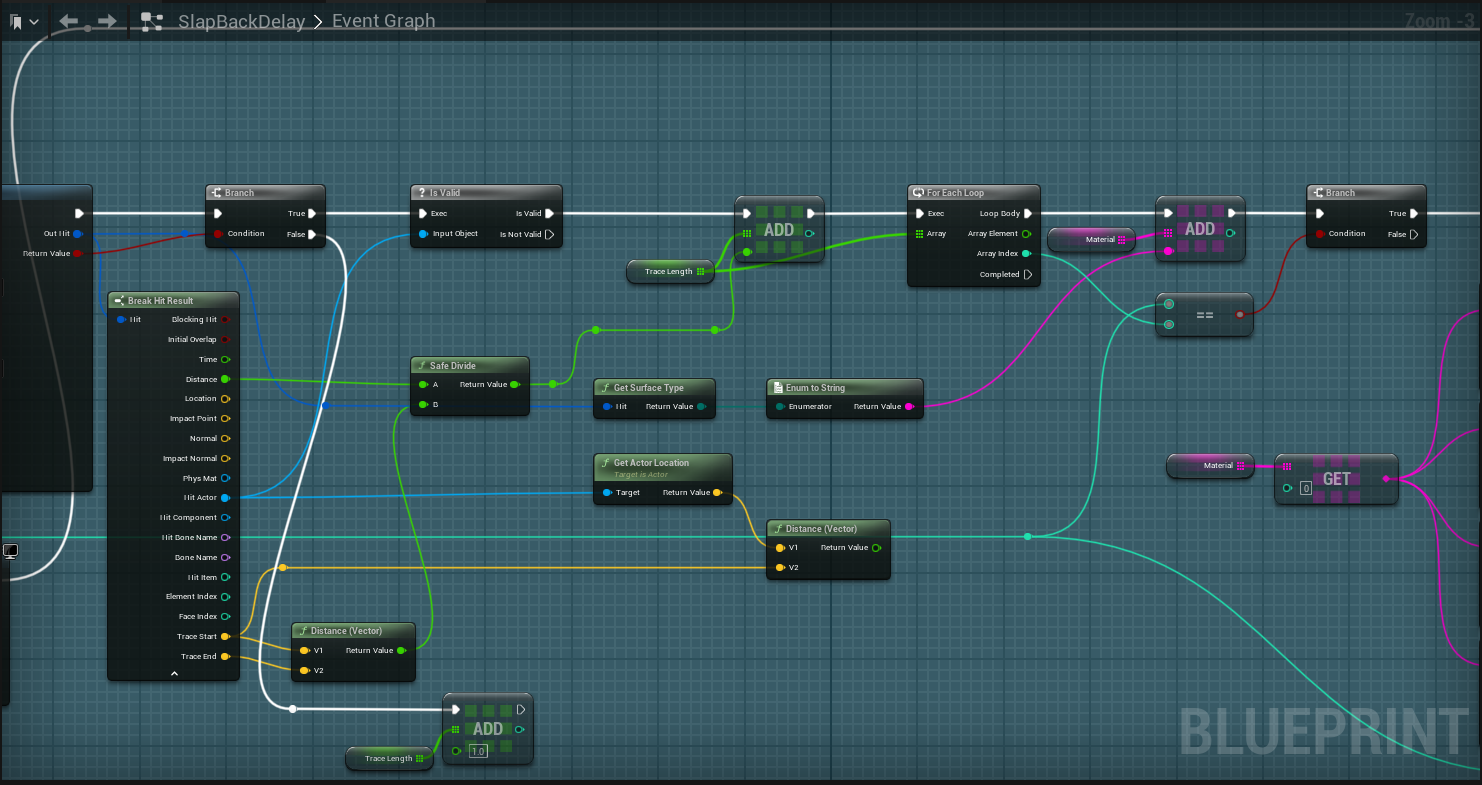 SlapBackDelay > Event Graph
Zoom -3
Out Hit
Return Value
Branch
True
Condition
False
Is Valid
Exec
Is Valid
Input Object
Is Not Valid
ADD
Trace Length
For Each Loop
Exec
Loop Body
Array
Array Element
Array Index
Completed
Material
ADD
Branch
True
Condition
False
==
Break Hit Result
Hit
Blocking Hit
Initial Overlap
Time
Distance
Location
Impact Point
Normal
Impact Normal
Phys Mat
Hit Actor
Hit Component
Hit Bone Name
Bone Name
Hit Item
Element Index
Face Index
Trace Start
Trace End
Safe Divide
A
Return Value
B
Get Surface Type
Hit
Return Value
Enum to String
Enumerator
Return Value
Get Actor Location
Target is Actor
Target
Return Value
Distance (Vector)
V1
Return Value
V2
Material
GET
0
Distance (Vector)
V1
Return Value
V2
ADD
1.0
Trace Length
BLUEPRINT